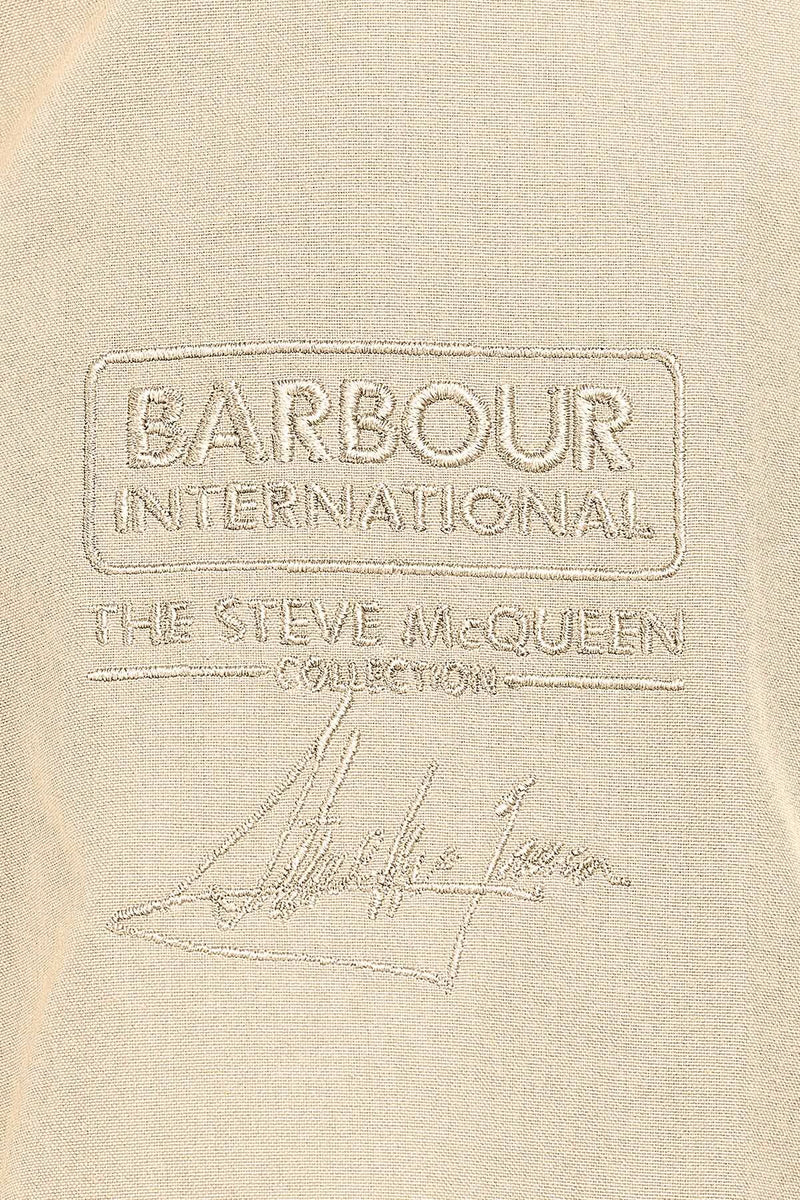 BARBOUR
INTERNATIONAL
THE STEVE McQUEEN
COLLECTION